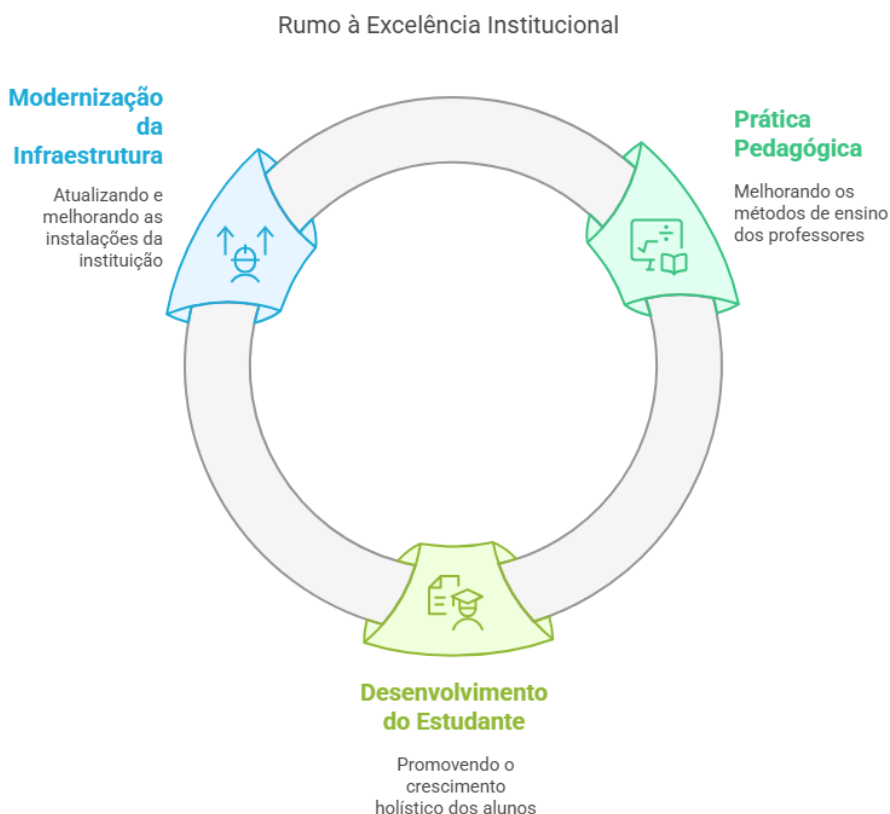 Rumo à Excelência Institucional
Modernização
da
Infraestrutura
Atualizando e
melhorando as
instalações da
instituição
Prática
Pedagógica
Melhorando os
métodos de ensino
dos professores
Desenvolvimento
do Estudante
Promovendo o
crescimento
holístico dos alunos